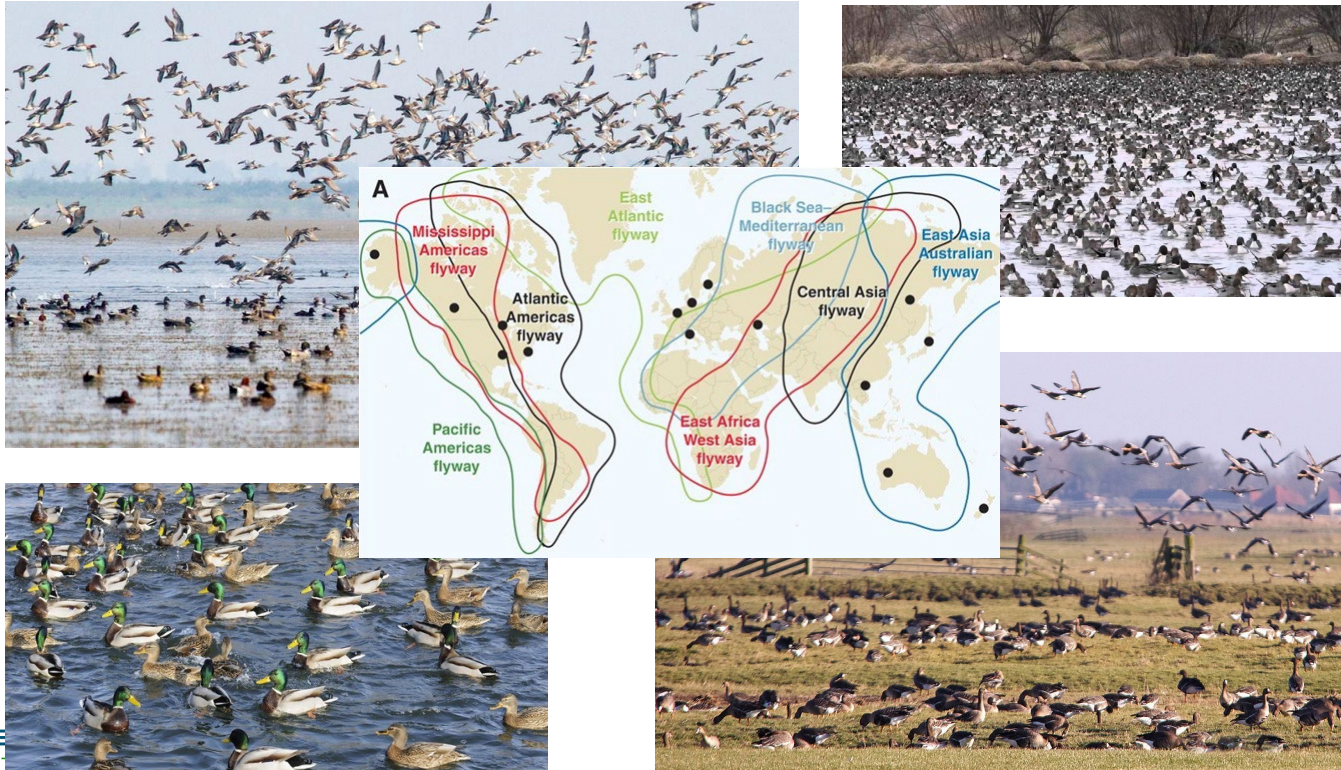 A
East
Atlantic
flyway
Black Sea–
Mediterranean
flyway
Mississippi
Americas
flyway
East Asia
Australian
flyway
Atlantic
Americas
flyway
Central Asia
flyway
Pacific
Americas
flyway
East Africa
West Asia
flyway